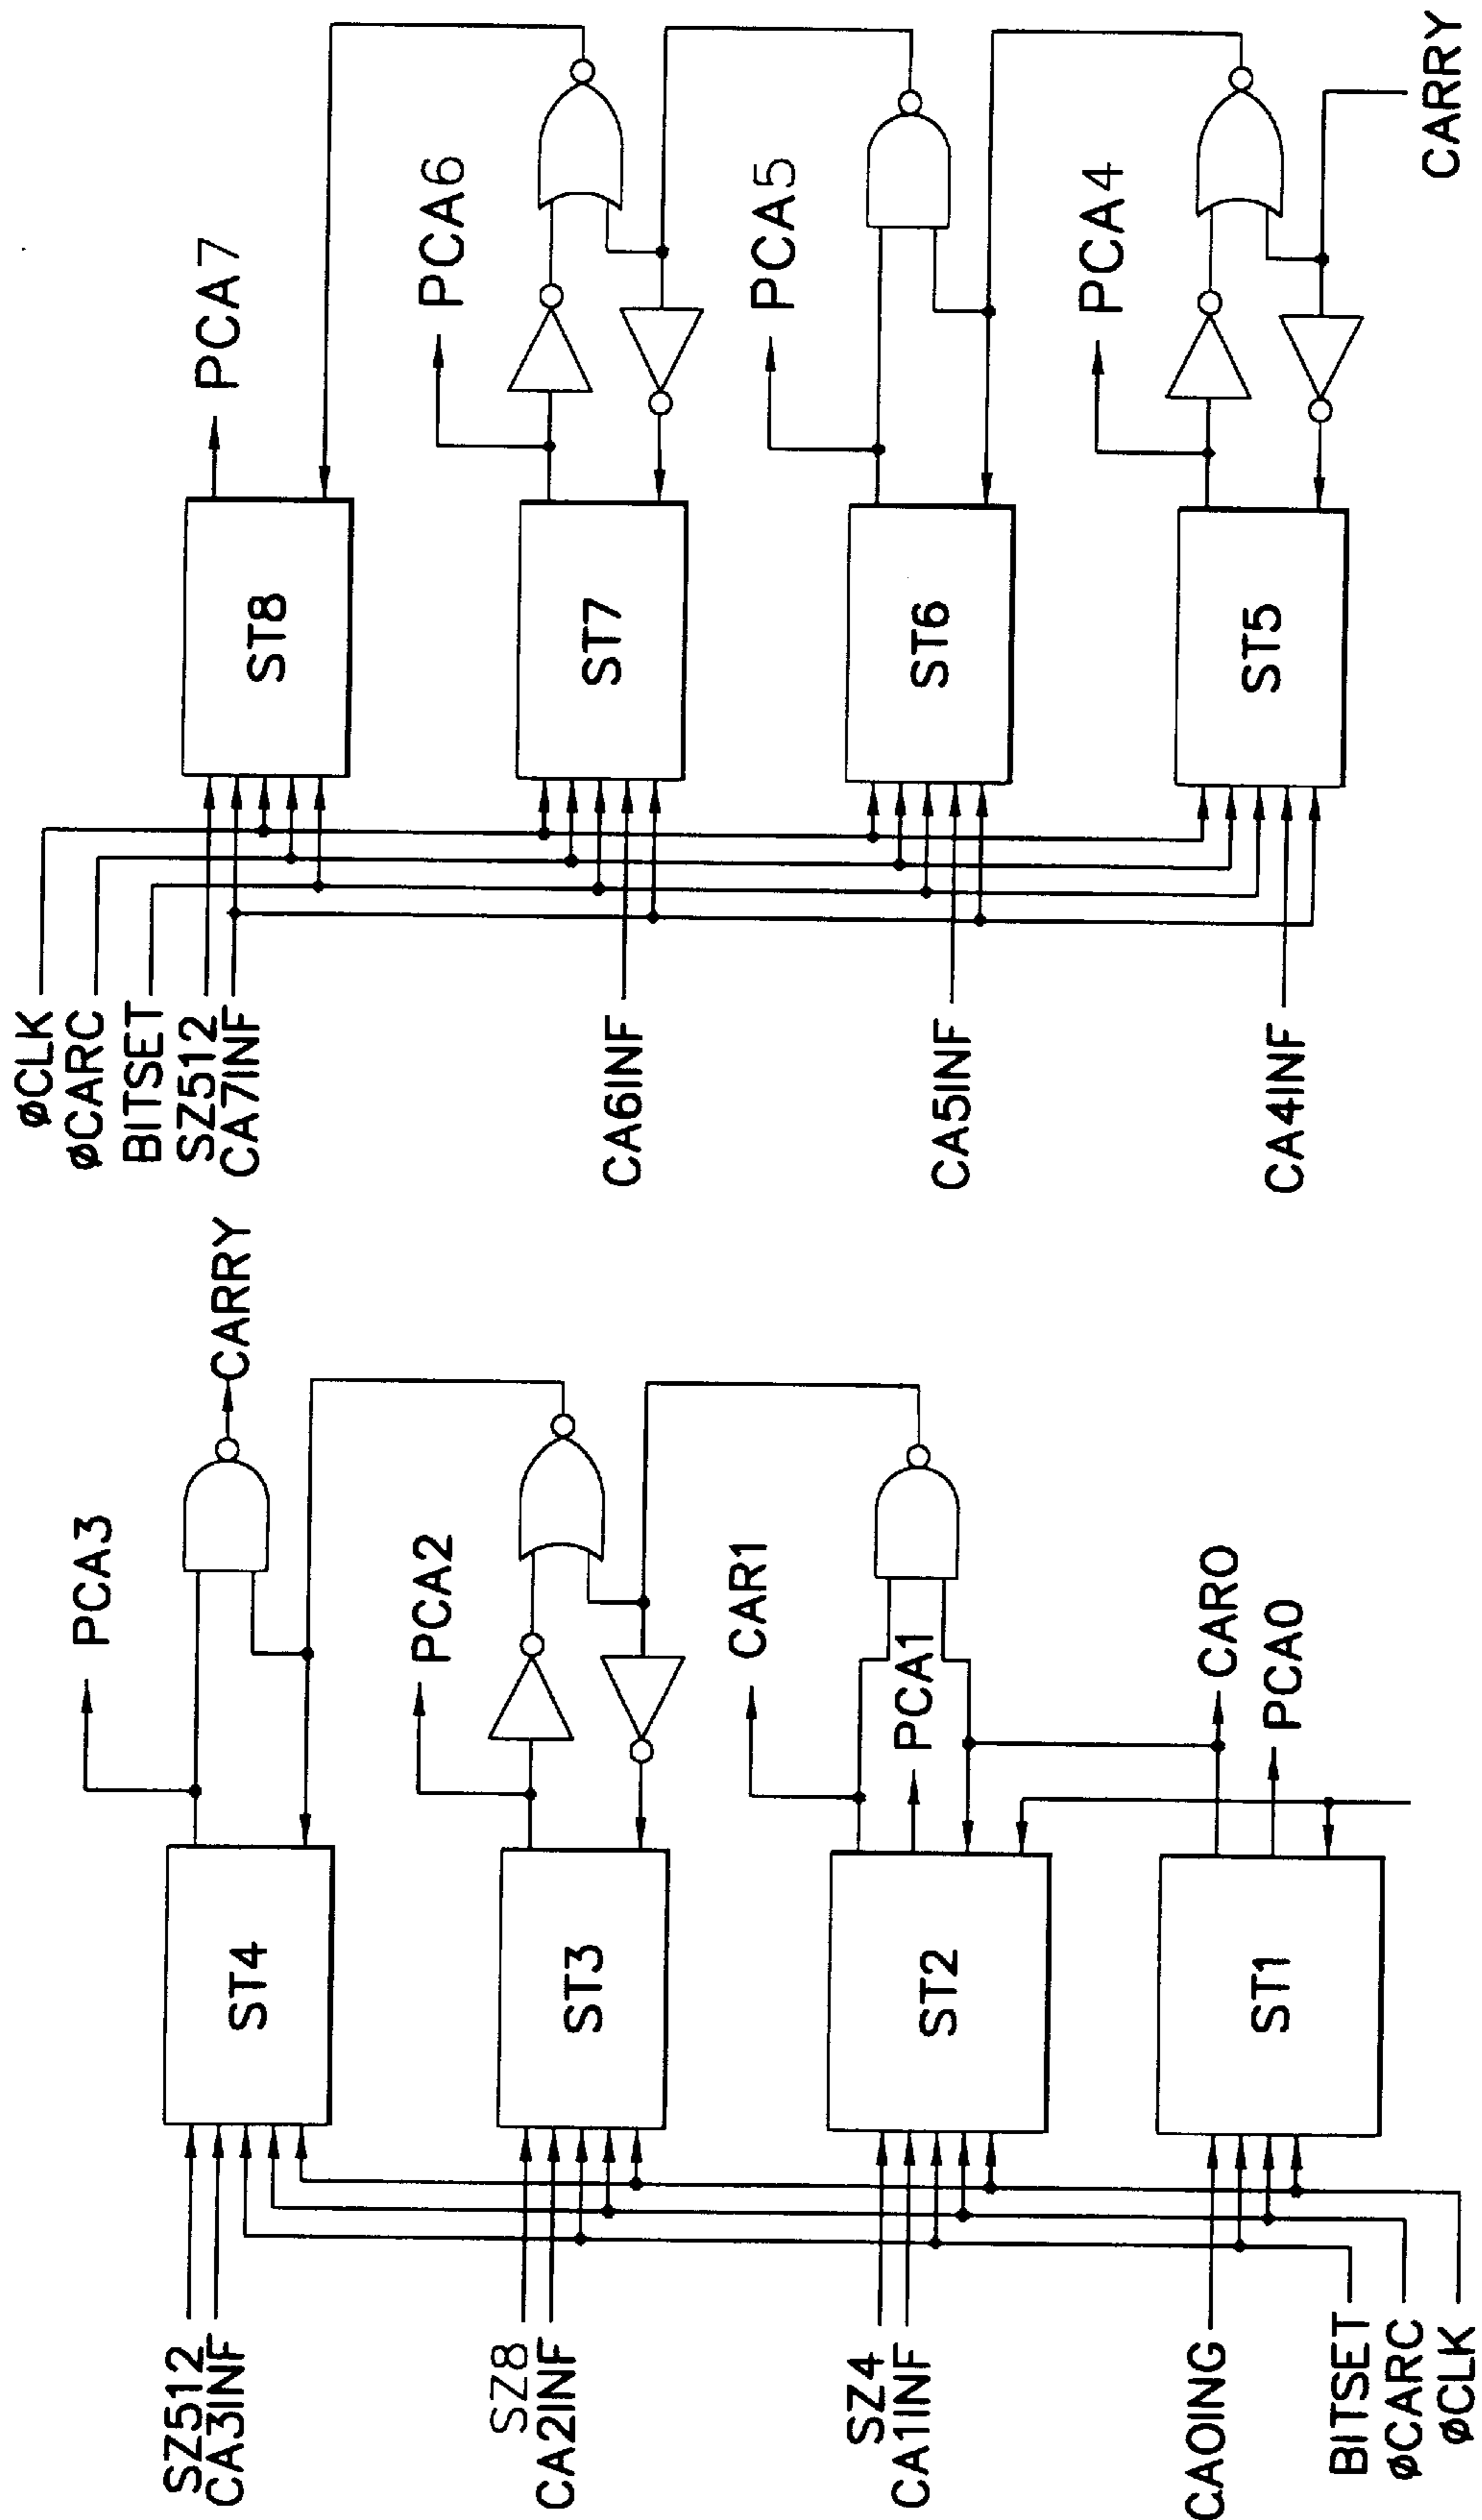 øCLK
øCARC
BITSET
SZ512
CA7INF
CA6INF
CA5INF
CA4INF
ST8
ST7
ST6
ST5
PCA7
PCA6
PCA5
PCA4
CARRY
SZ512
CA3INF
SZ8
CA2INF
SZ4
CA1INF
CA0ING
BITSET
øCARC
øCLK
ST4
ST3
ST2
ST1
PCA3
PCA2
CAR1
PCA1
CAR0
PCA0
CARRY